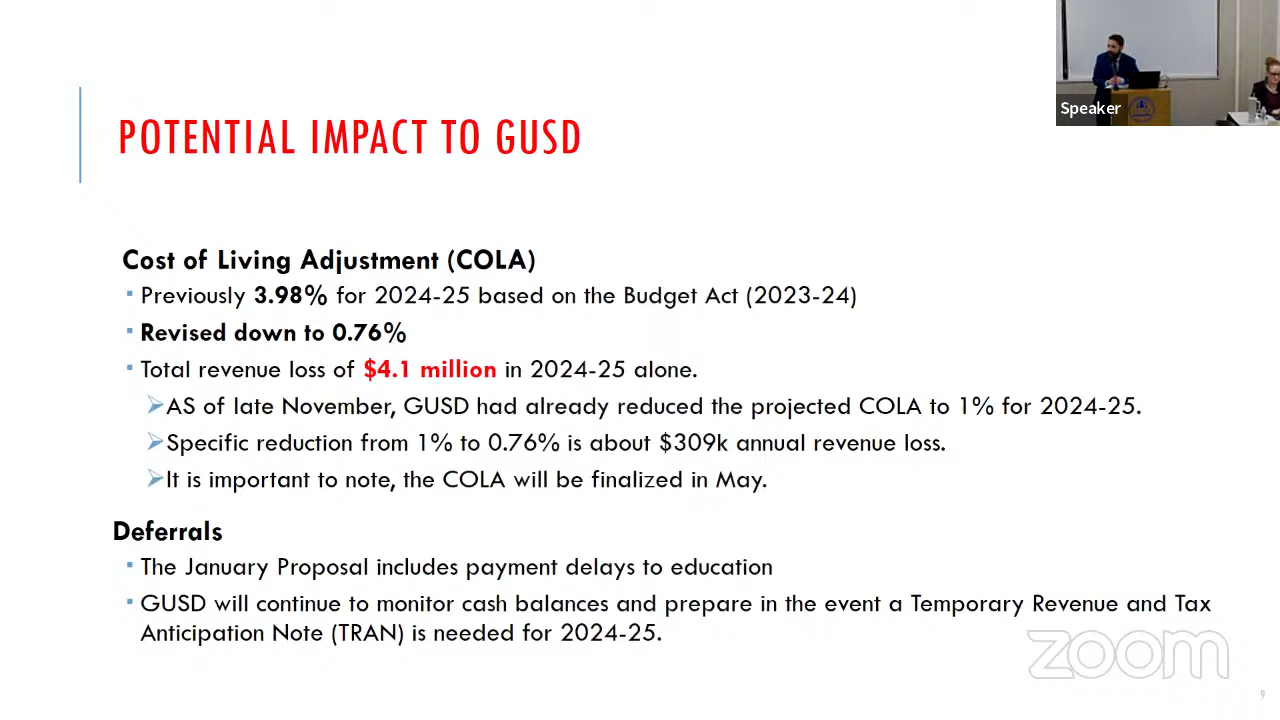 Speaker
POTENTIAL IMPACT TO GUSD
Cost of Living Adjustment (COLA)
▪ Previously 3.98% for 2024-25 based on the Budget Act (2023-24)
▪ Revised down to 0.76%
▪ Total revenue loss of $4.1 million in 2024-25 alone.
➢AS of late November, GUSD had already reduced the projected COLA to 1% for 2024-25.
➢Specific reduction from 1% to 0.76% is about $309k annual revenue loss.
➢It is important to note, the COLA will be finalized in May.
Deferrals
▪ The January Proposal includes payment delays to education
▪ GUSD will continue to monitor cash balances and prepare in the event a Temporary Revenue and Tax
Anticipation Note (TRAN) is needed for 2024-25.
zoom
9